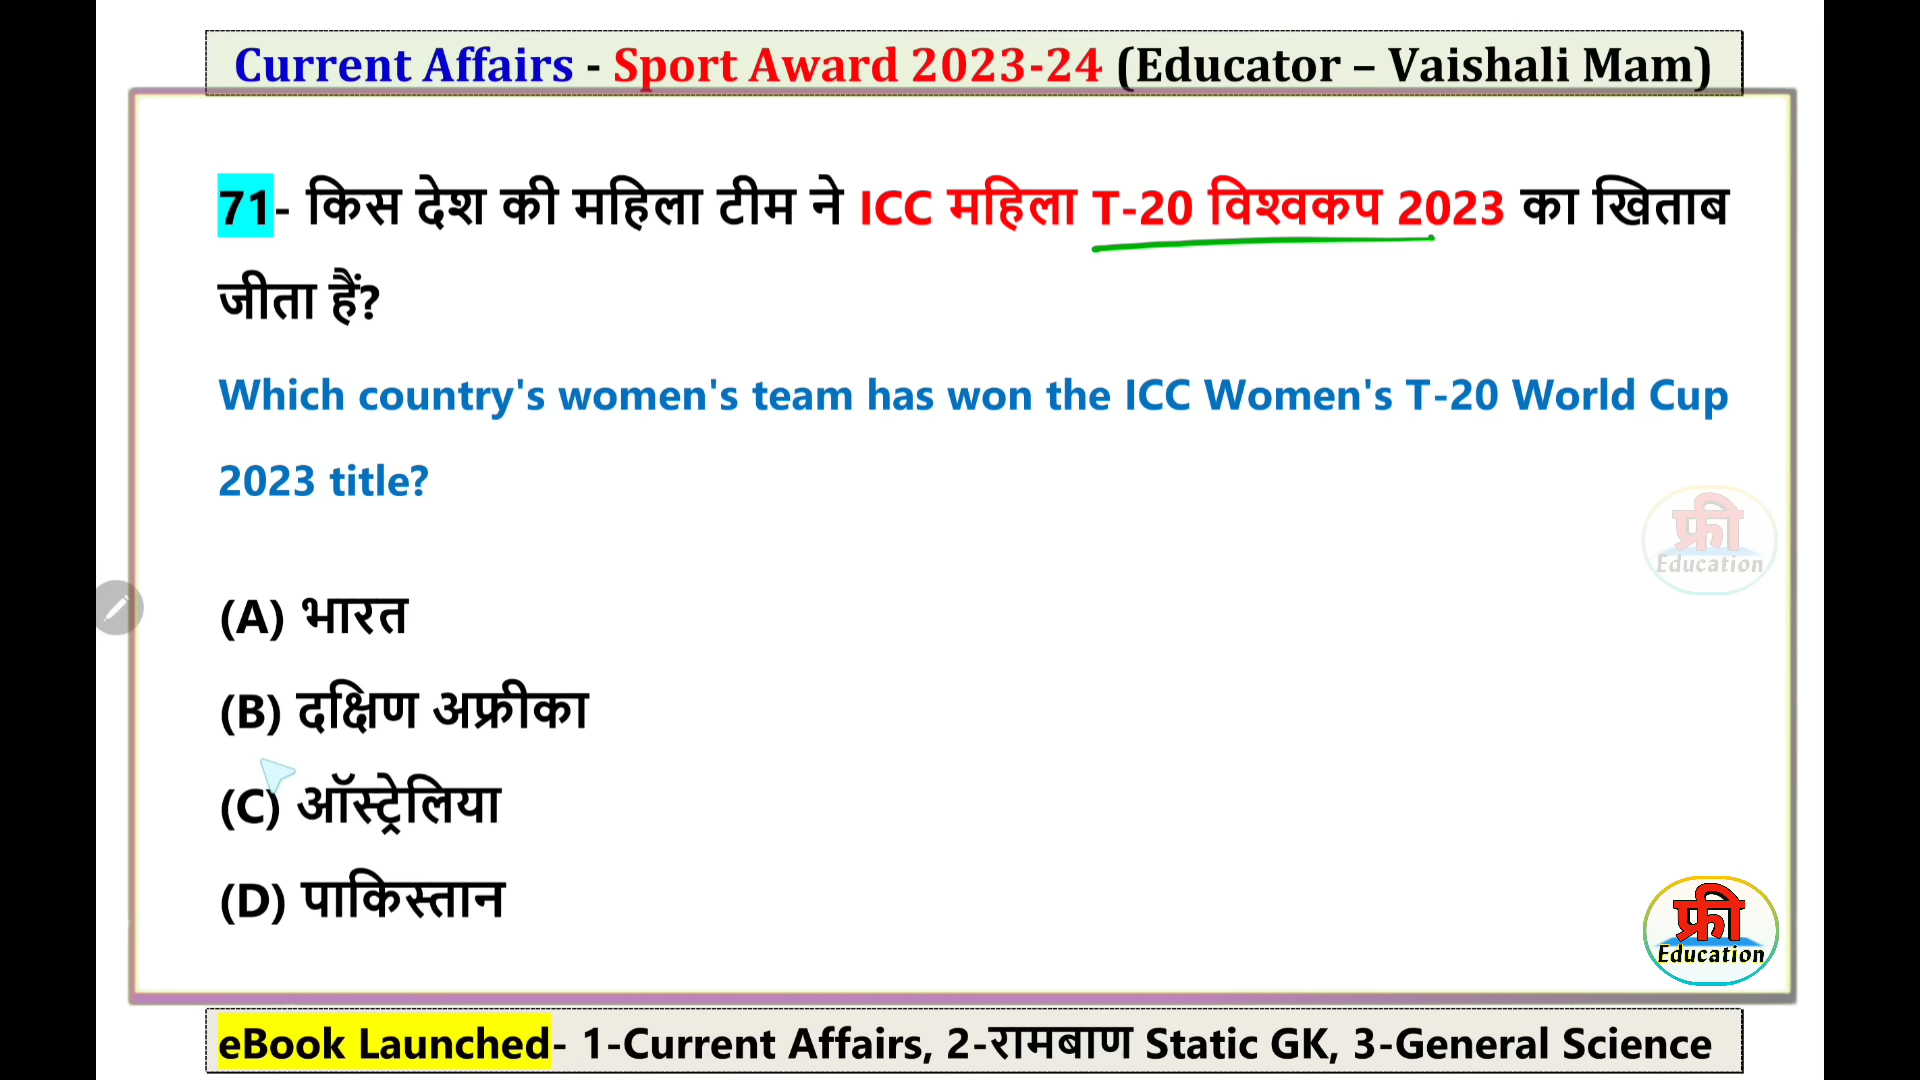 Current Affairs - Sport Award 2023-24 (Educator – Vaishali Mam)
71- किस देश की महिला टीम ने ICC महिला T-20 विश्वकप 2023 का खिताब
जीता हैं?
Which country's women's team has won the ICC Women's T-20 World Cup
2023 title?
फ्री
Education
(A) भारत
(B) दक्षिण अफ्रीका
(C) ऑस्ट्रेलिया
(D) पाकिस्तान
फ्री
Education
eBook Launched- 1-Current Affairs, 2-रामबाण Static GK, 3-General Science